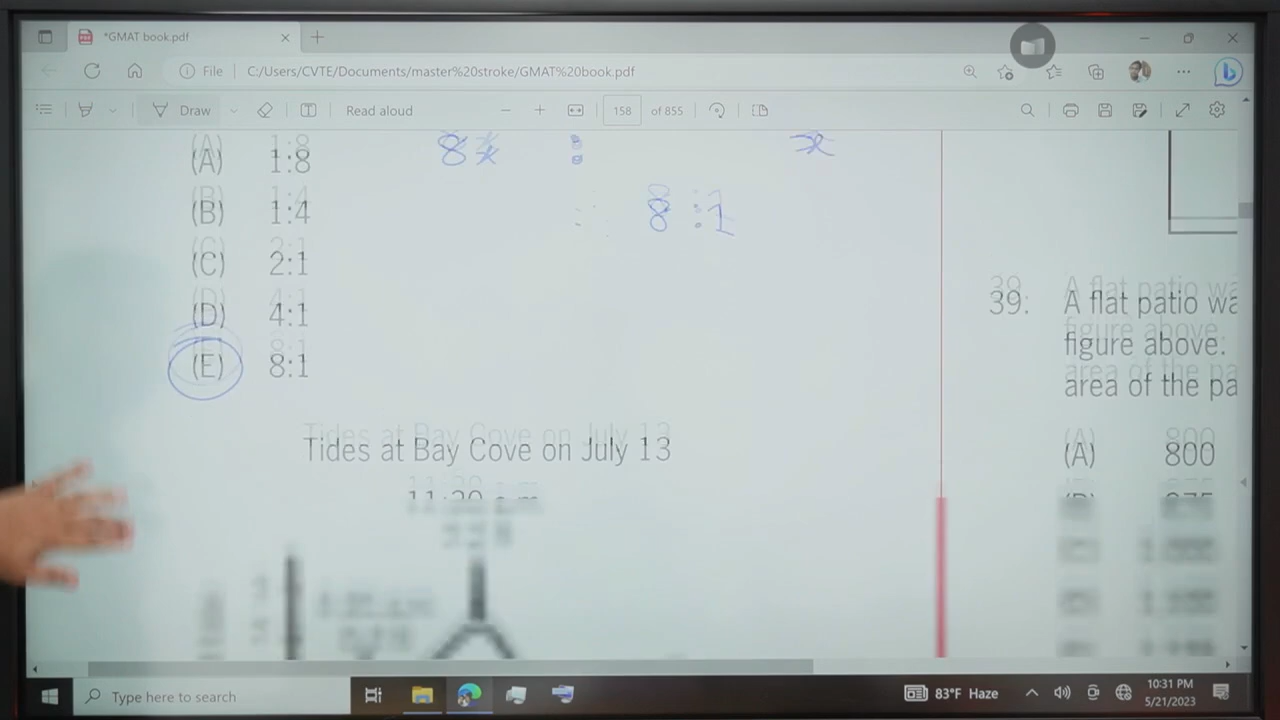 *GMAT book.pdf
File C:/Users/CVTE/Documents/master%20stroke/GMAT%20book.pdf
Draw Read aloud 158 of 855
(A) 1:8
8x : x
(B) 1:4
8 : 1
(C) 2:1
(D) 4:1
(E) 8:1
Tides at Bay Cove on July 13
39. A flat patio wa
figure above.
area of the pa
(A) 800
Type here to search
83°F Haze
10:31 PM
5/21/2023